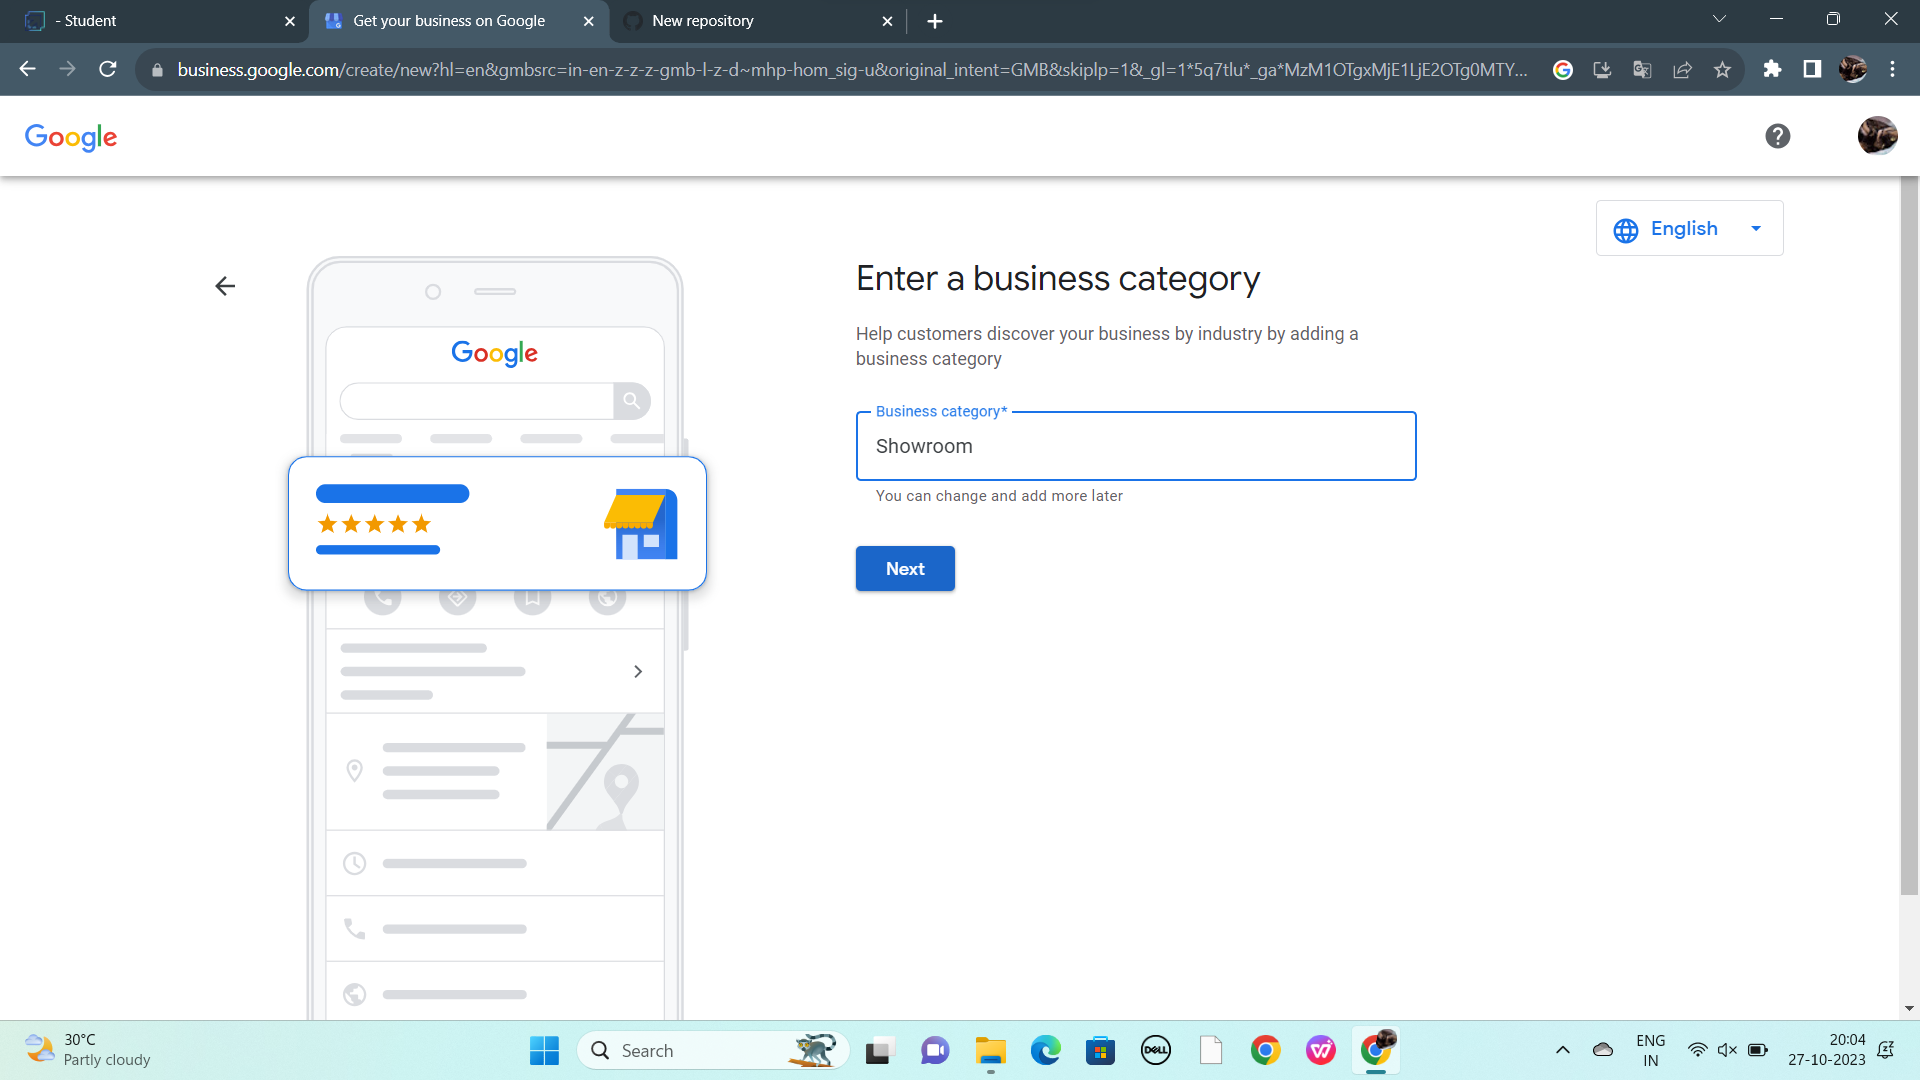 - Student
Get your business on Google
New repository
business.google.com/create/new?hl=en&gmbsrc=in-en-z-z-z-gmb-l-z-d~mhp-hom_sig-u&original_intent=GMB&skiplp=1&_gl=1*5q7tlu*_ga*MzM1OTgxMjE1LjE2OTg0MTY...
Google
English
Google
Enter a business category
Help customers discover your business by industry by adding a
business category
Business category*
Showroom
You can change and add more later
Next
30°C
Partly cloudy
Search
DELL
ENG
IN
20:04
27-10-2023